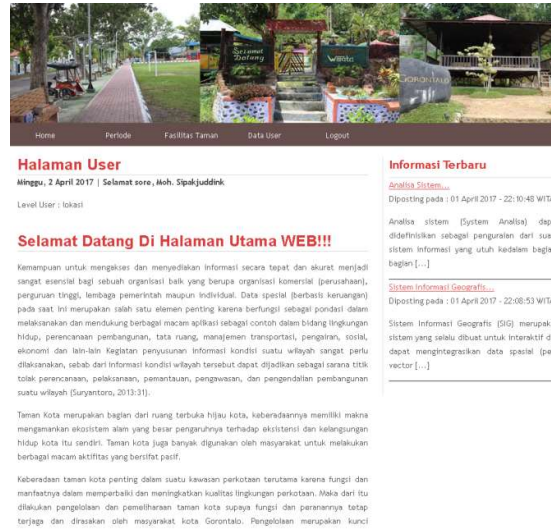 Selamat
Datang
GORONTALO
Home Periode Fasilitas Taman Data User Logout
Halaman User
Minggu, 2 April 2017 | Selamat sore, Moh. Sipakjuddink
Level User : lokasi
Selamat Datang Di Halaman Utama WEB!!!
Kemampuan untuk mengakses dan menyediakan informasi secara tepat dan akurat menjadi
sangat esensial bagi sebuah organisasi baik yang berupa organisasi komersial (perusahaan),
perguruan tinggi, lembaga pemerintah maupun individual. Data spesial (berbasis keruangan)
pada saat ini merupakan salah satu elemen penting karena berfungsi sebagai pondasi dalam
melaksanakan dan mendukung berbagai macam aplikasi sebagai contoh dalam bidang lingkungan
hidup, perencanaan pembangunan, tata ruang, manajemen transportasi, pengairan, sosial,
ekonomi dan lain-lain Kegiatan penyusunan informasi kondisi suatu wilayah sangat perlu
dilaksanakan, sebab dari informasi kondisi wilayah tersebut dapat dijadikan sebagai sarana titik
tolak perencanaan, pelaksanaan, pemantauan, pengawasan, dan pengendalian pembangunan
suatu wilayah (Suryantoro, 2013:31).
Taman Kota merupakan bagian dari ruang terbuka hijau kota, keberadaannya memiliki makna
mengamankan ekosistem alam yang besar pengaruhnya terhadap eksistensi dan kelangsungan
hidup kota itu sendiri. Taman kota juga banyak digunakan oleh masyarakat untuk melakukan
berbagai macam aktifitas yang bersifat pasif.
Keberadaan taman kota penting dalam suatu kawasan perkotaan terutama karena fungsi dan
manfaatnya dalam memperbaiki dan meningkatkan kualitas lingkungan perkotaan. Maka dari itu
dilakukan pengelolaan dan pemeliharaan taman kota supaya fungsi dan peranannya tetap
terjaga dan dirasakan oleh masyarakat kota Gorontalo. Pengelolaan merupakan kunci
Informasi Terbaru
Analisa Sistem...
Diposting pada : 01 April 2017 - 22:10:48 WITA
Analisa sistem (System Analisa) dap
didefinisikan sebagai penguraian dari sua
sistem informasi yang utuh kedalam bagia
bagian [...]
Sistem Informasi Geografis...
Diposting pada : 01 April 2017 - 22:08:53 WITA
Sistem Informasi Geografis (SIG) merupak
sistem yang selalu dibuat untuk interaktif d
dapat mengintegrasikan data spasial (pe
vector [...]